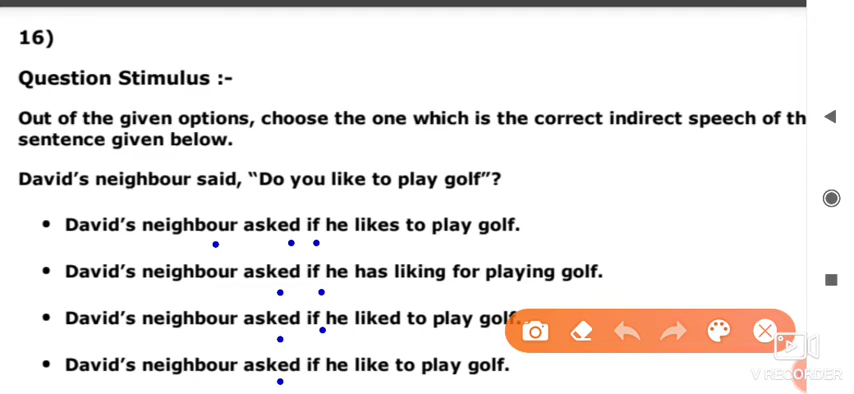 16)
Question Stimulus :-
Out of the given options, choose the one which is the correct indirect speech of th
sentence given below.
David's neighbour said, “Do you like to play golf”?
• David's neighbour asked if he likes to play golf.
• David's neighbour asked if he has liking for playing golf.
• David's neighbour asked if he liked to play golf.
• David's neighbour asked if he like to play golf.
V RECORDER